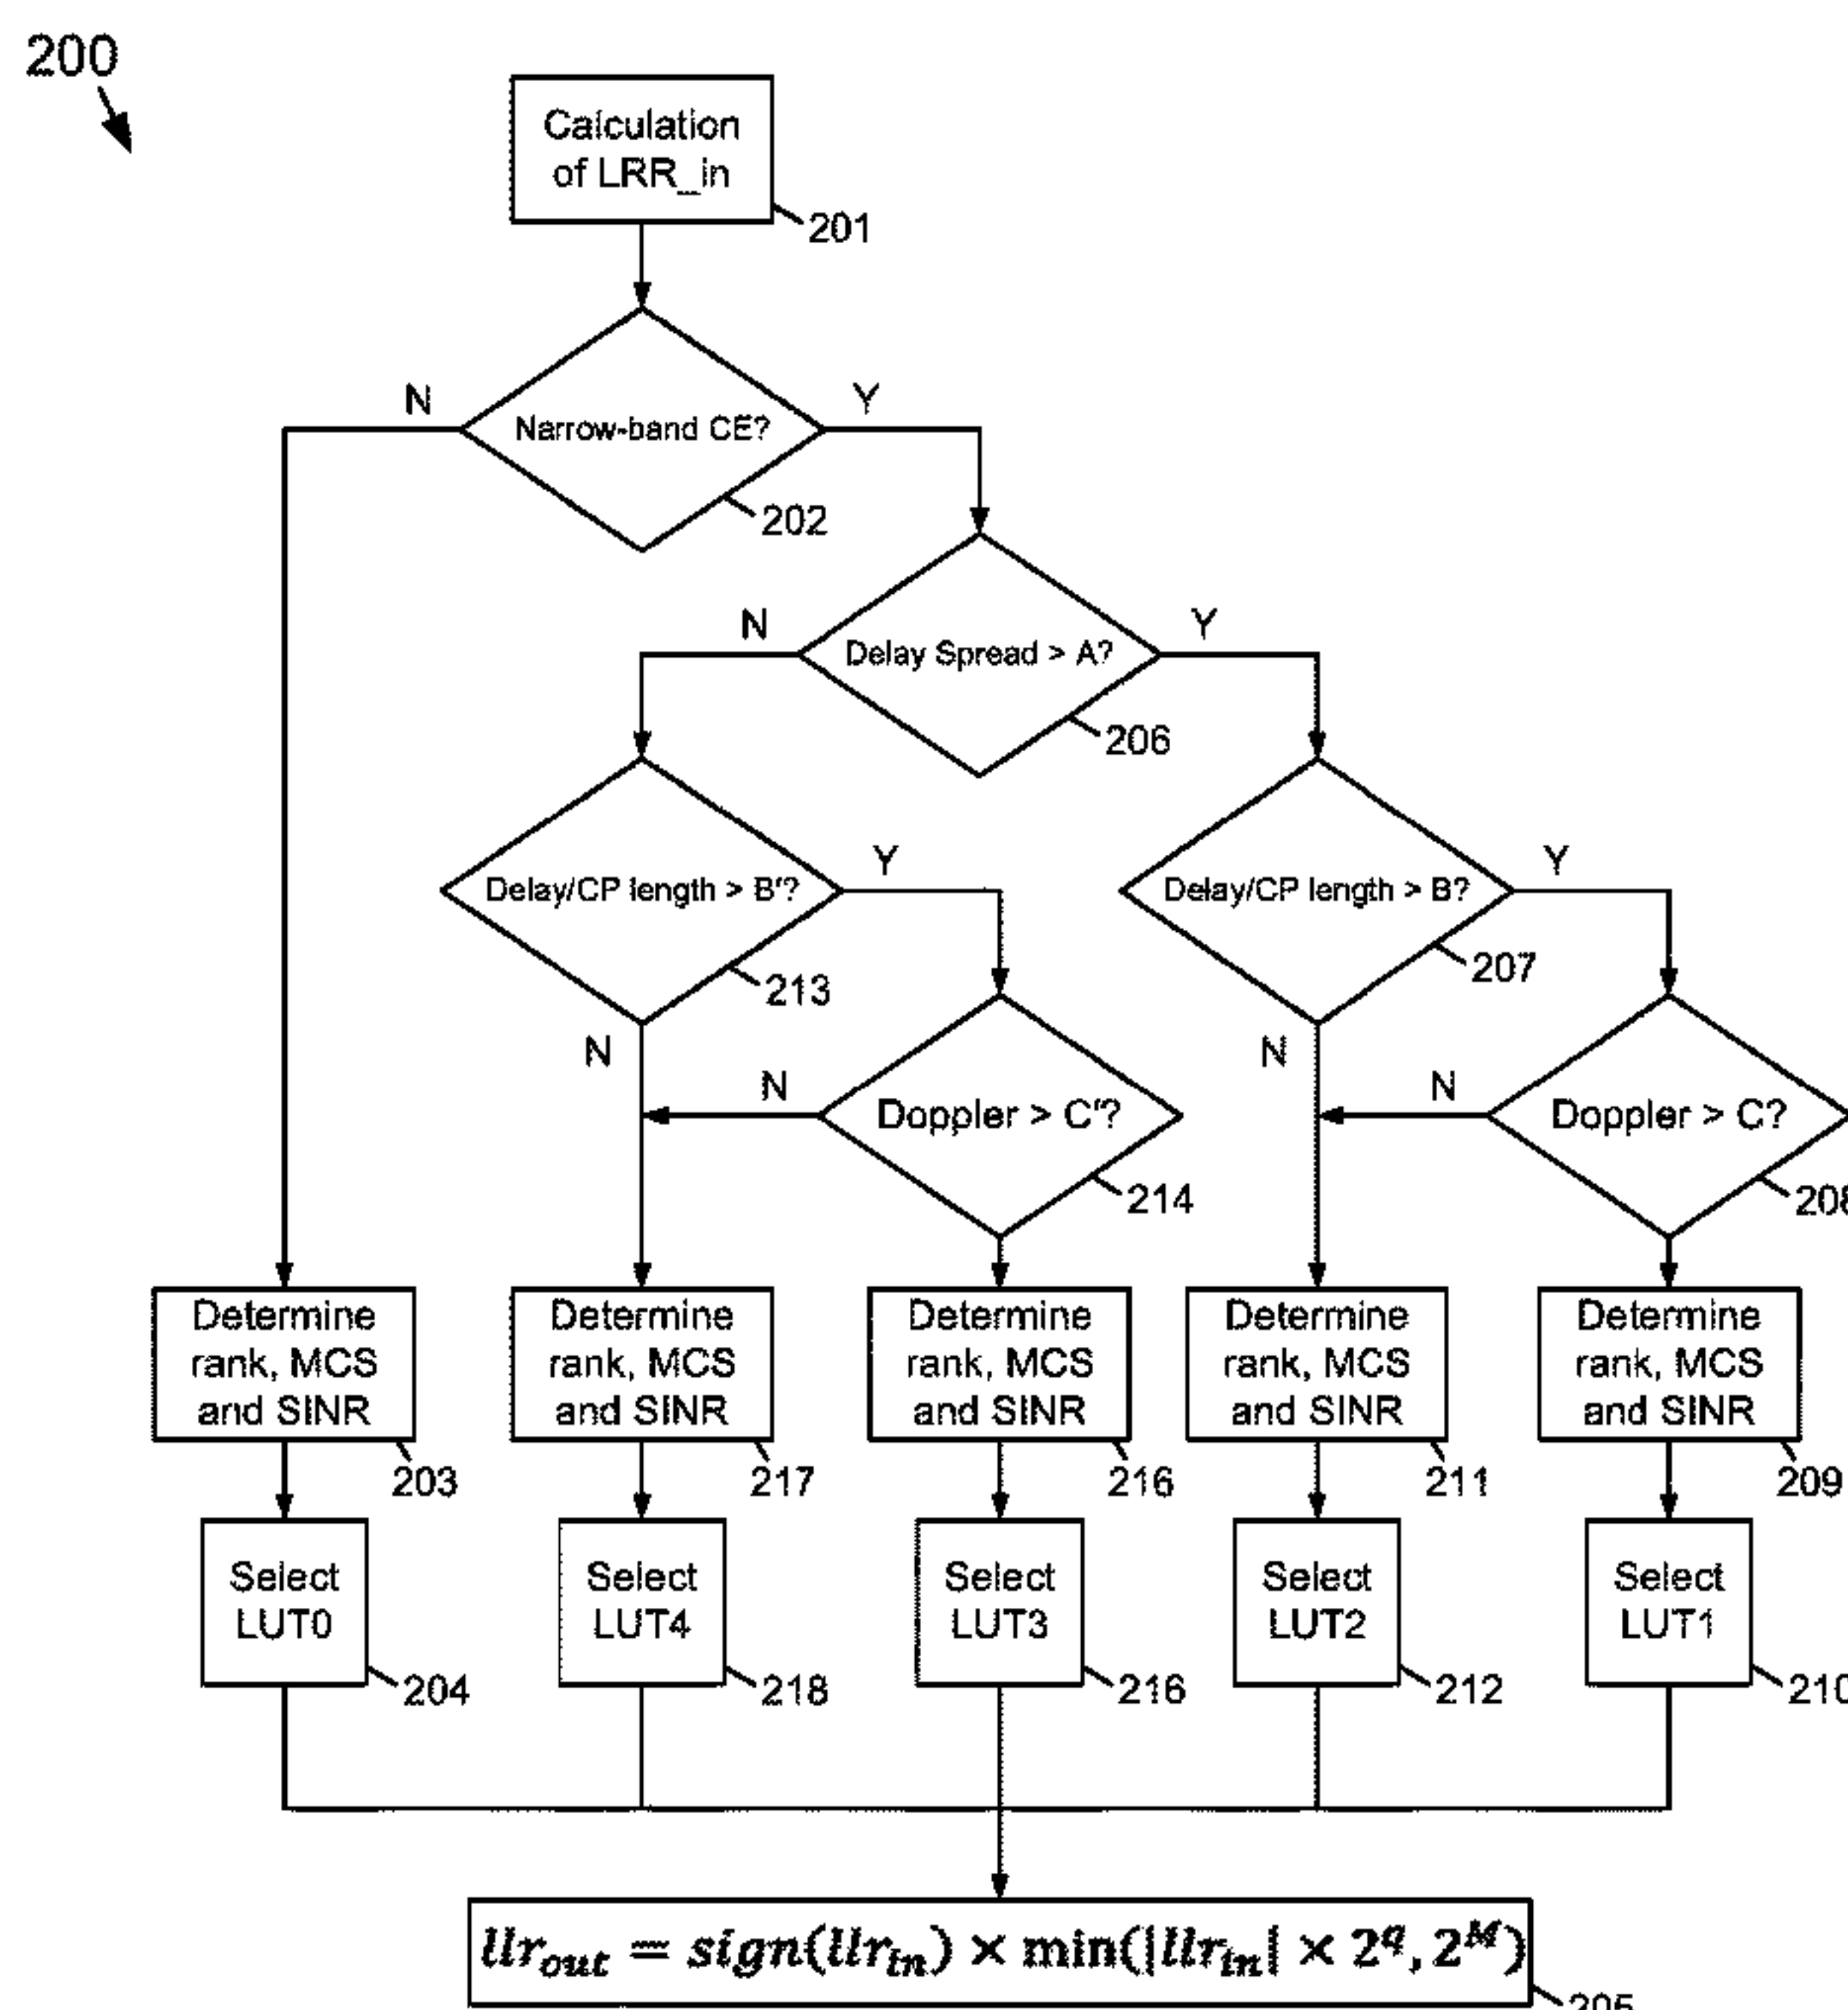 200
Calculation
of LRR_in
201
N
Y
Narrow-band CE?
202
N
Y
Delay Spread > A?
206
Y
Y
Delay/CP length > B'?
Delay/CP length > B?
213
207
N
N
N
N
Doppler > C'?
Doppler > C?
214
208
Determine
rank, MCS
and SINR
203
Determine
rank, MCS
and SINR
217
Determine
rank, MCS
and SINR
216
Determine
rank, MCS
and SINR
211
Determine
rank, MCS
and SINR
209
Select
LUT0
204
Select
LUT4
218
Select
LUT3
216
Select
LUT2
212
Select
LUT1
210
llr_out = sign(llr_in) × min(|llr_in| × 2^q, 2^M)
205